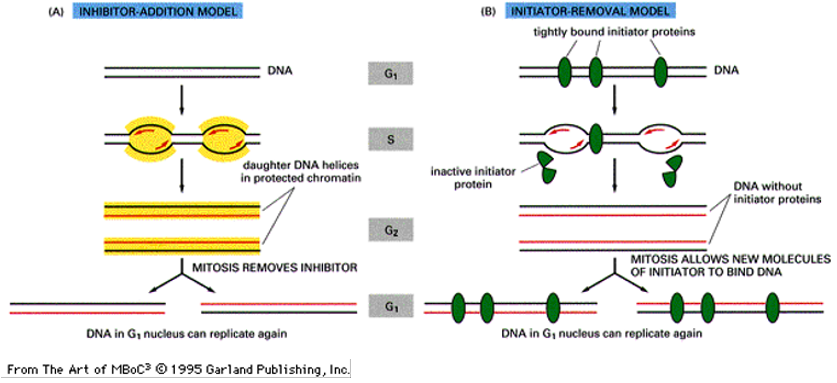 (A) INHIBITOR-ADDITION MODEL
DNA
daughter DNA helices
in protected chromatin
MITOSIS REMOVES INHIBITOR
DNA in G₁ nucleus can replicate again
G₁
S
G₂
G₁
(B) INITIATOR-REMOVAL MODEL
tightly bound initiator proteins
DNA
inactive initiator
protein
DNA without
initiator proteins
MITOSIS ALLOWS NEW MOLECULES
OF INITIATOR TO BIND DNA
DNA in G₁ nucleus can replicate again
From The Art of MBoC³ © 1995 Garland Publishing, Inc.